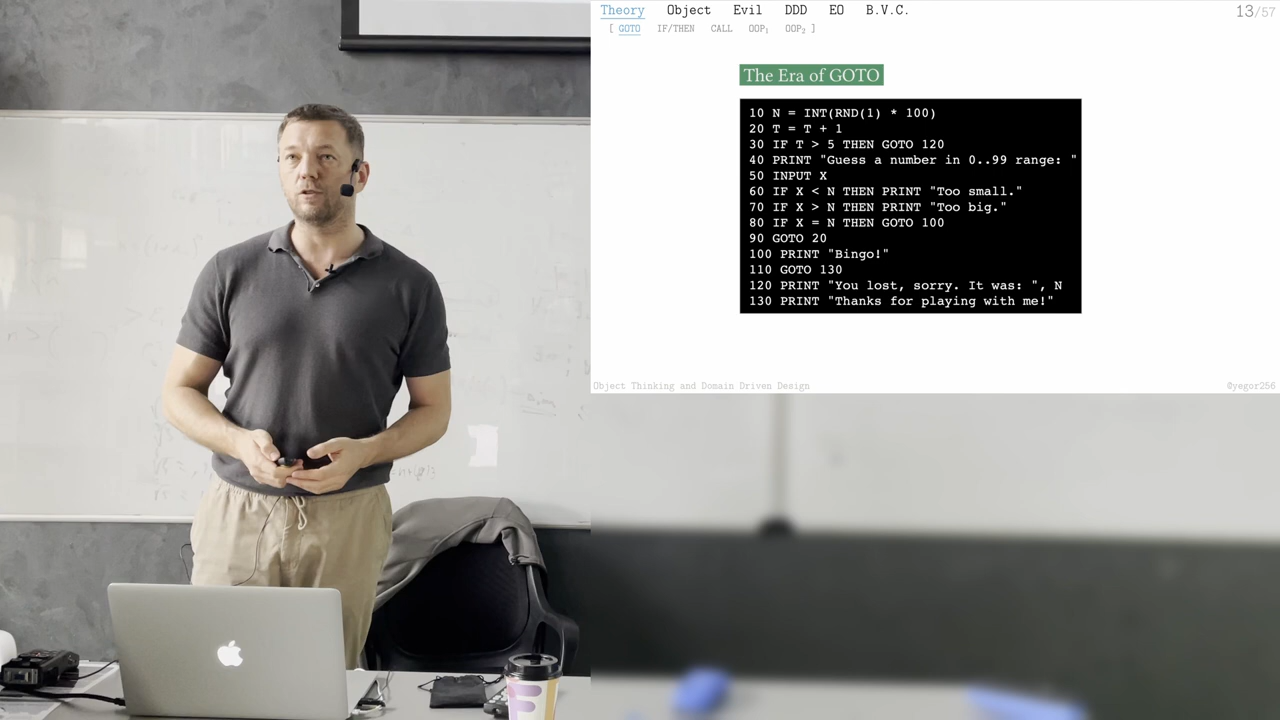 Theory Object Evil DDD EO B.V.C.
[ GOTO IF/THEN CALL OOP₁ OOP₂ ]
13/57
The Era of GOTO
10 N = INT(RND(1) * 100)
20 T = T + 1
30 IF T > 5 THEN GOTO 120
40 PRINT "Guess a number in 0..99 range: "
50 INPUT X
60 IF X < N THEN PRINT "Too small."
70 IF X > N THEN PRINT "Too big."
80 IF X = N THEN GOTO 100
90 GOTO 20
100 PRINT "Bingo!"
110 GOTO 130
120 PRINT "You lost, sorry. It was: ", N
130 PRINT "Thanks for playing with me!"
Object Thinking and Domain Driven Design
@yegor256